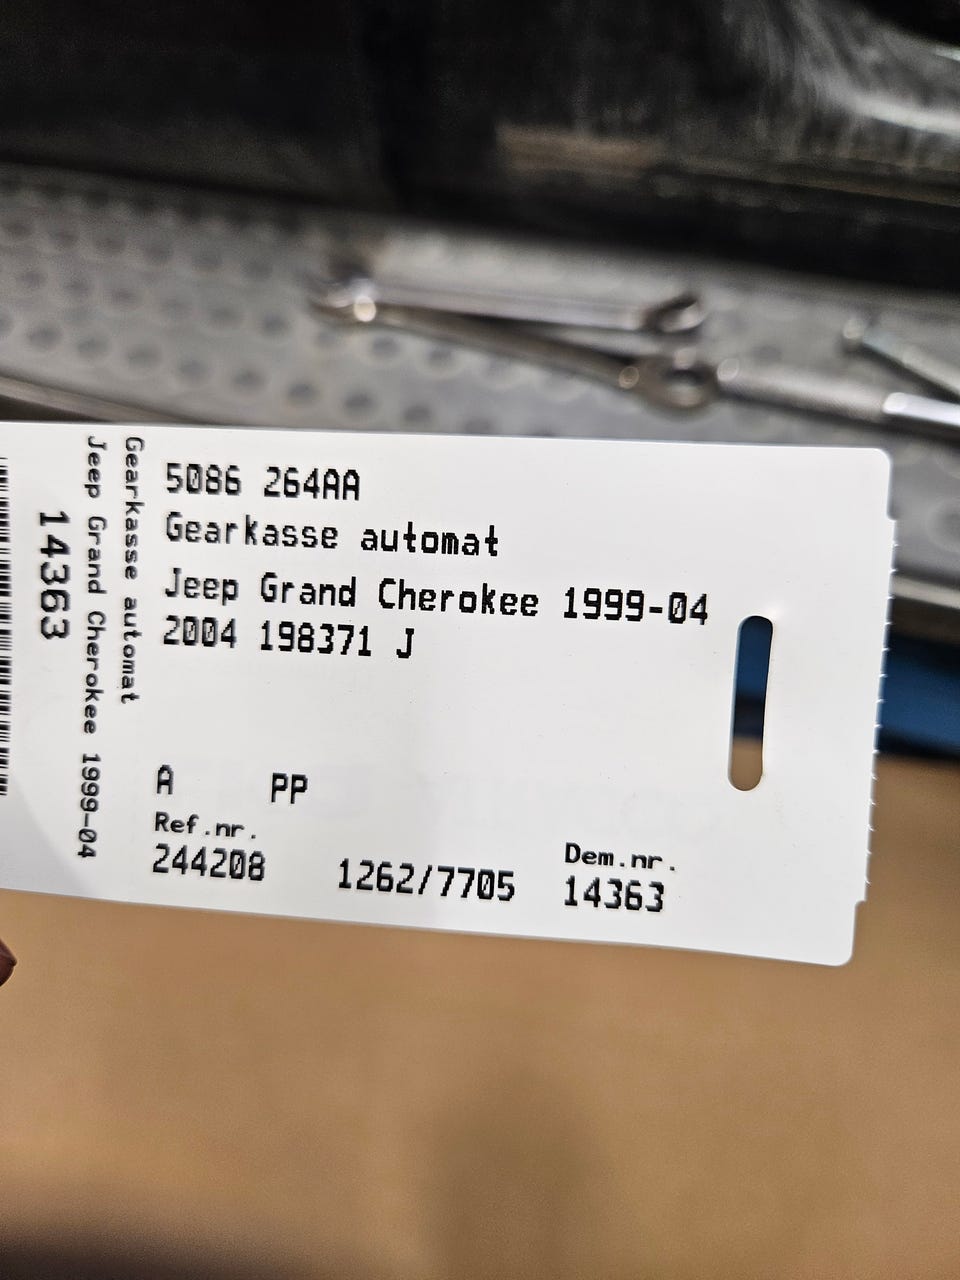 5086 264AA
Gearkasse automat
Jeep Grand Cherokee 1999-04
2004 198371 J
A PP
Ref.nr.
244208 1262/7705
Dem.nr.
14363
Gearkasse automat
Jeep Grand Cherokee 1999-04
14363